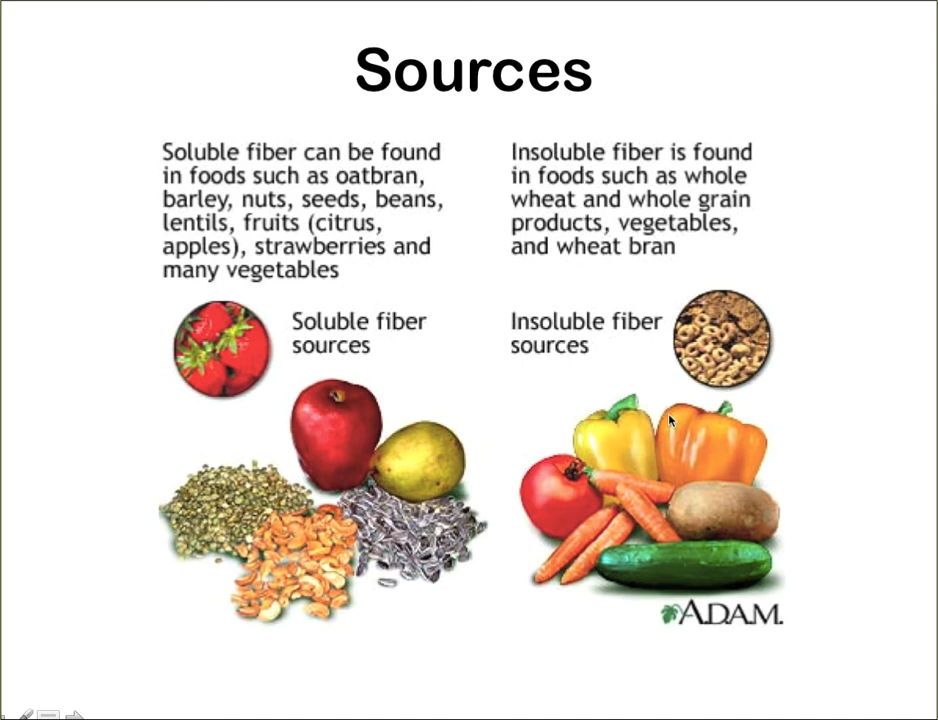 Sources
Soluble fiber can be found
in foods such as oatbran,
barley, nuts, seeds, beans,
lentils, fruits (citrus,
apples), strawberries and
many vegetables
Insoluble fiber is found
in foods such as whole
wheat and whole grain
products, vegetables,
and wheat bran
Soluble fiber
sources
Insoluble fiber
sources
A.D.A.M.